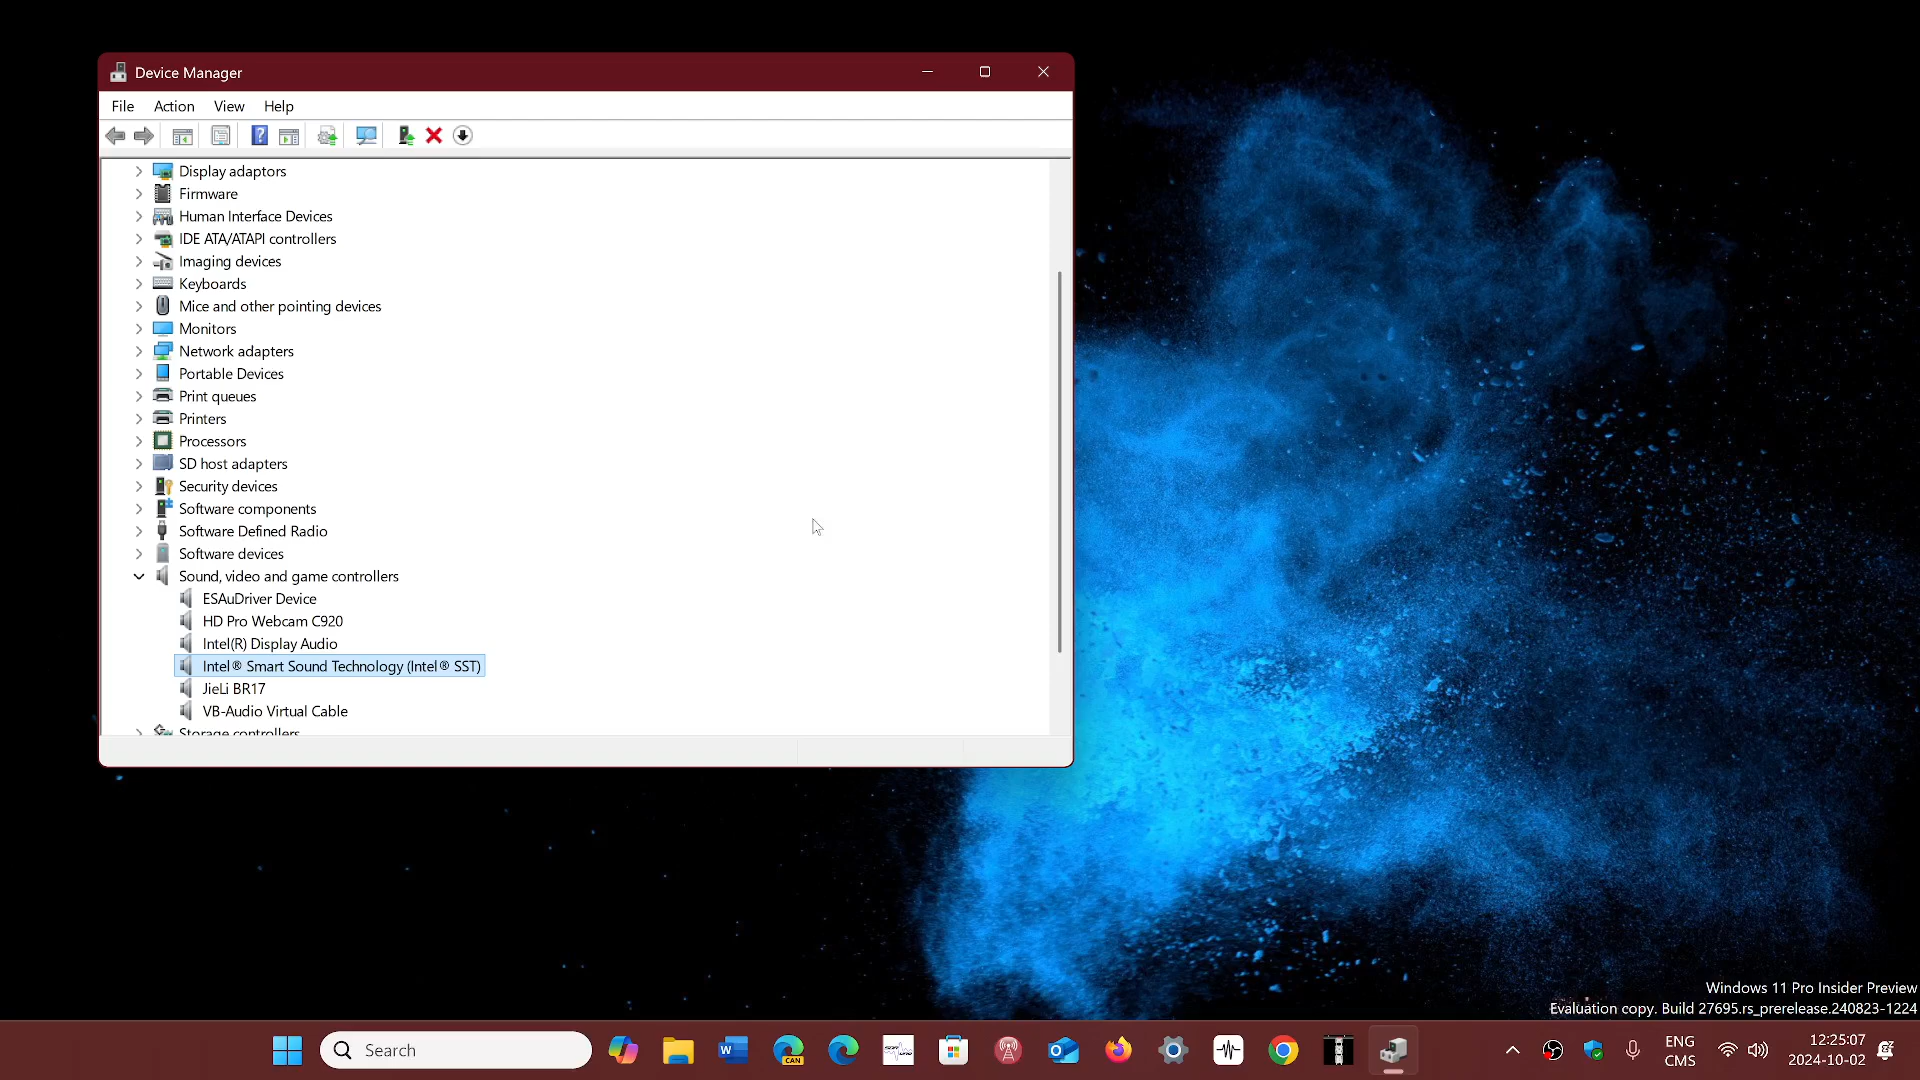 Device Manager
File Action View Help
Display adaptors
Firmware
Human Interface Devices
IDE ATA/ATAPI controllers
Imaging devices
Keyboards
Mice and other pointing devices
Monitors
Network adapters
Portable Devices
Print queues
Printers
Processors
SD host adapters
Security devices
Software components
Software Defined Radio
Software devices
Sound, video and game controllers
ESAuDriver Device
HD Pro Webcam C920
Intel(R) Display Audio
Intel® Smart Sound Technology (Intel® SST)
JieLi BR17
VB-Audio Virtual Cable
Storage controllers
Windows 11 Pro Insider Preview
Evaluation copy. Build 27695.rs_prerelease.240823-1224
Search
W
CAN
ENG
CMS
12:25:07
2024-10-02